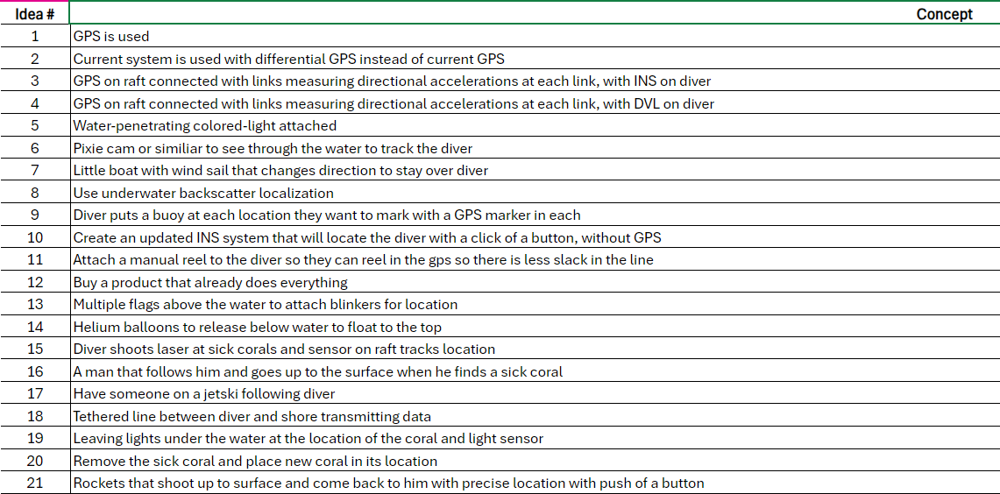 Idea # Concept
1 GPS is used
2 Current system is used with differential GPS instead of current GPS
3 GPS on raft connected with links measuring directional accelerations at each link, with INS on diver
4 GPS on raft connected with links measuring directional accelerations at each link, with DVL on diver
5 Water-penetrating colored-light attached
6 Pixie cam or similiar to see through the water to track the diver
7 Little boat with wind sail that changes direction to stay over diver
8 Use underwater backscatter localization
9 Diver puts a buoy at each location they want to mark with a GPS marker in each
10 Create an updated INS system that will locate the diver with a click of a button, without GPS
11 Attach a manual reel to the diver so they can reel in the gps so there is less slack in the line
12 Buy a product that already does everything
13 Multiple flags above the water to attach blinkers for location
14 Helium balloons to release below water to float to the top
15 Diver shoots laser at sick corals and sensor on raft tracks location
16 A man that follows him and goes up to the surface when he finds a sick coral
17 Have someone on a jetski following diver
18 Tethered line between diver and shore transmitting data
19 Leaving lights under the water at the location of the coral and light sensor
20 Remove the sick coral and place new coral in its location
21 Rockets that shoot up to surface and come back to him with precise location with push of a button